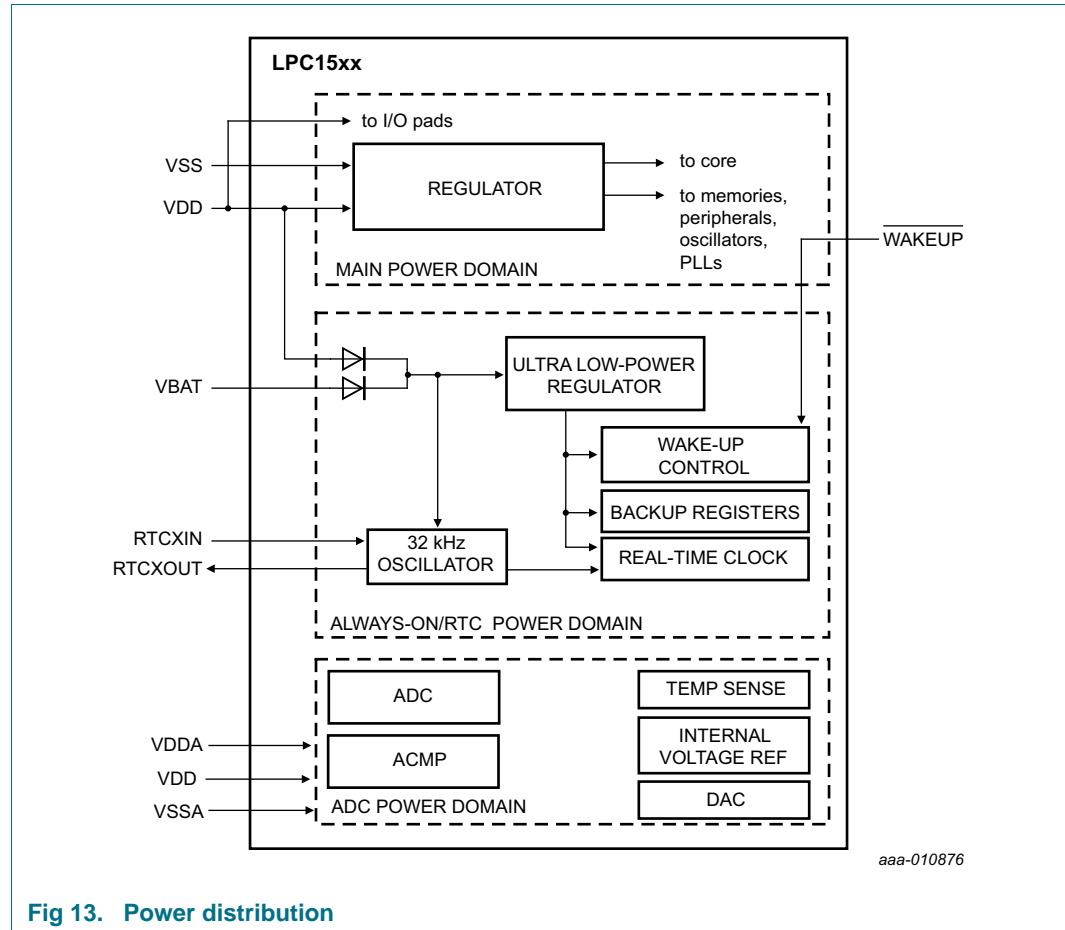 LPC15xx
to I/O pads
VSS
VDD
REGULATOR
to core
to memories,
peripherals,
oscillators,
PLLs
WAKEUP
MAIN POWER DOMAIN
VBAT
ULTRA LOW-POWER
REGULATOR
WAKE-UP
CONTROL
BACKUP REGISTERS
REAL-TIME CLOCK
RTCXIN
RTCXOUT
32 kHz
OSCILLATOR
ALWAYS-ON/RTC POWER DOMAIN
ADC
TEMP SENSE
VDDA
VDD
VSSA
ACMP
INTERNAL
VOLTAGE REF
DAC
ADC POWER DOMAIN
aaa-010876
Fig 13. Power distribution